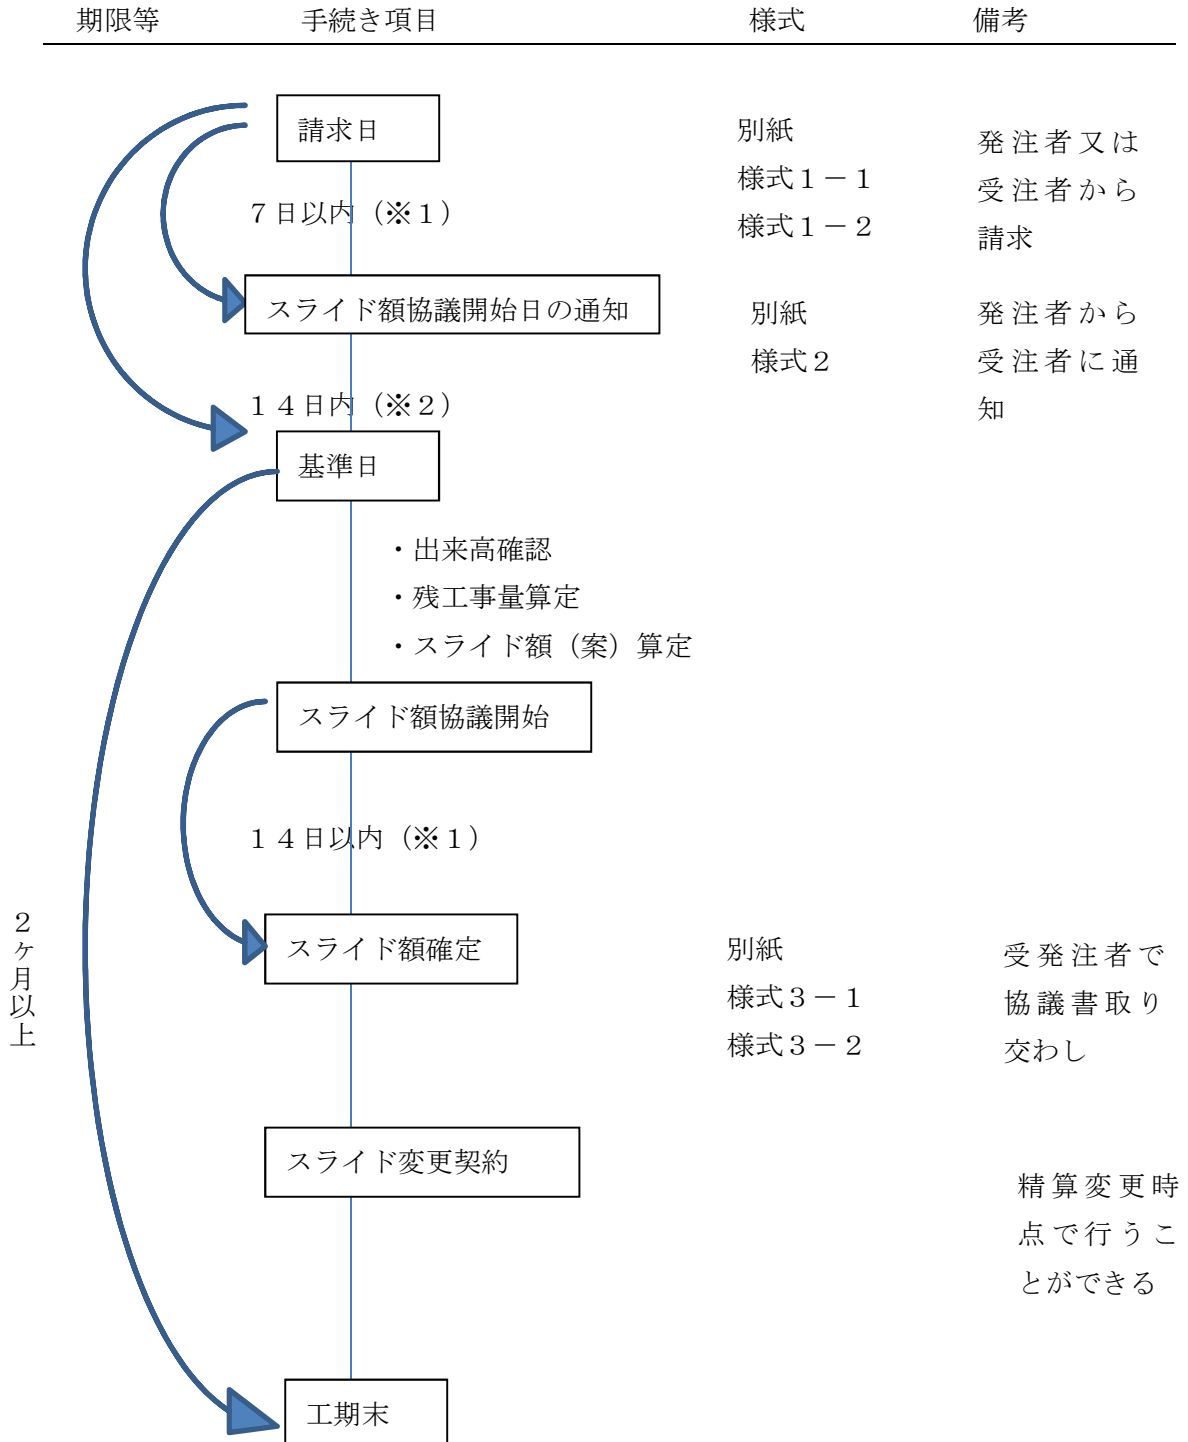 期限等 手続き項目 様式 備考
請求日
7日以内（※１）
別紙
様式１－１
様式１－２
発注者又は
受注者から
請求
スライド額協議開始日の通知
別紙
様式２
発注者から
受注者に通
知
１４日内（※２）
基準日
・出来高確認
・残工事量算定
・スライド額（案）算定
スライド額協議開始
１４日以内（※１）
２ヶ月以上
スライド額確定
別紙
様式３－１
様式３－２
受発注者で
協議書取り
交わし
スライド変更契約
精算変更時
点で行うこ
とができる
工期末